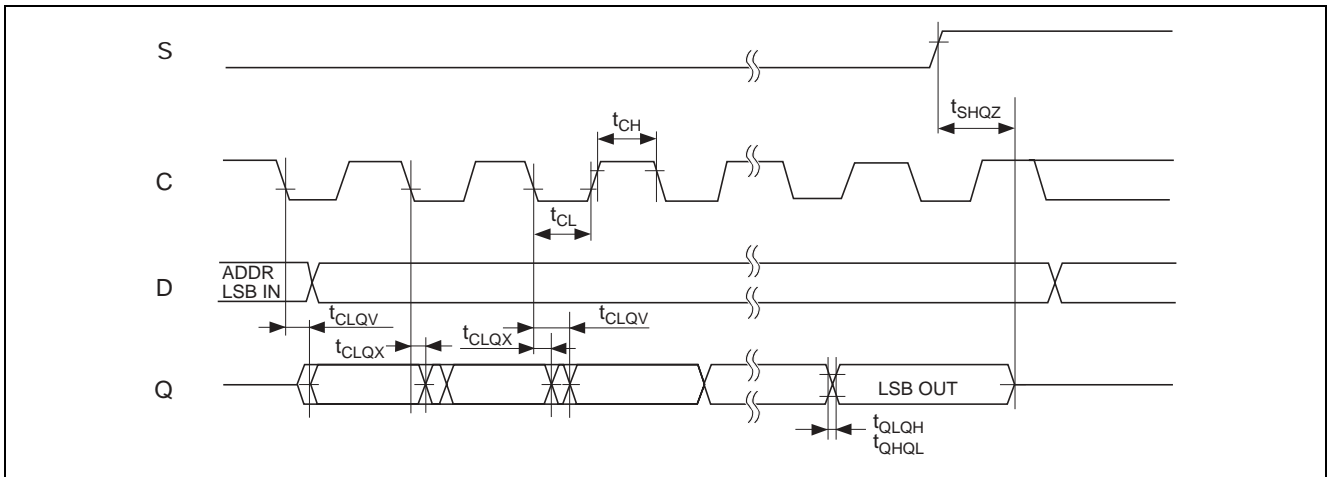 S
tSHQZ
tCH
C
tCL
ADDR
LSB IN
D
tCLQV
tCLQX
tCLQX
tCLQV
Q
LSB OUT
tQLQH
tQHQL